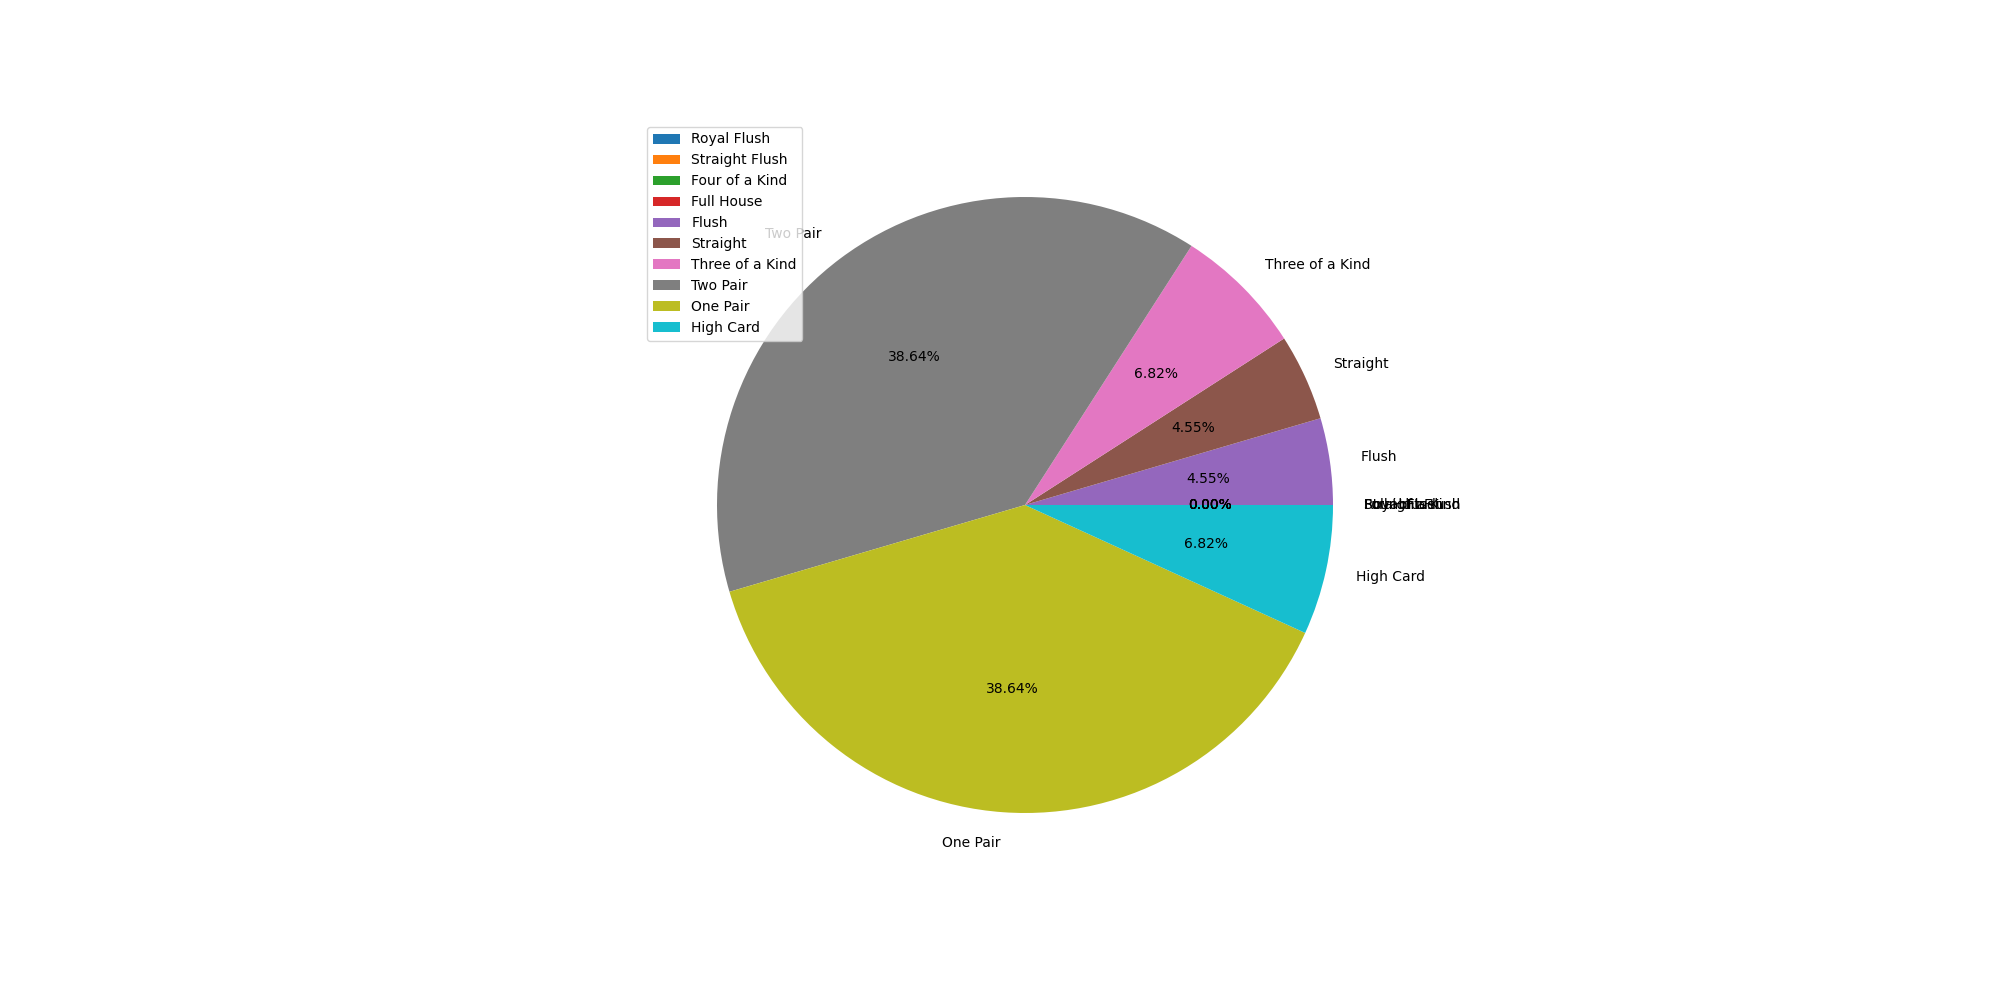 Royal Flush
Straight Flush
Four of a Kind
Full House
Flush
Straight
Three of a Kind
Two Pair
One Pair
High Card
Two Pair
Three of a Kind
Straight
Flush
High Card
One Pair
38.64%
6.82%
4.55%
4.55%
0.00%
6.82%
38.64%